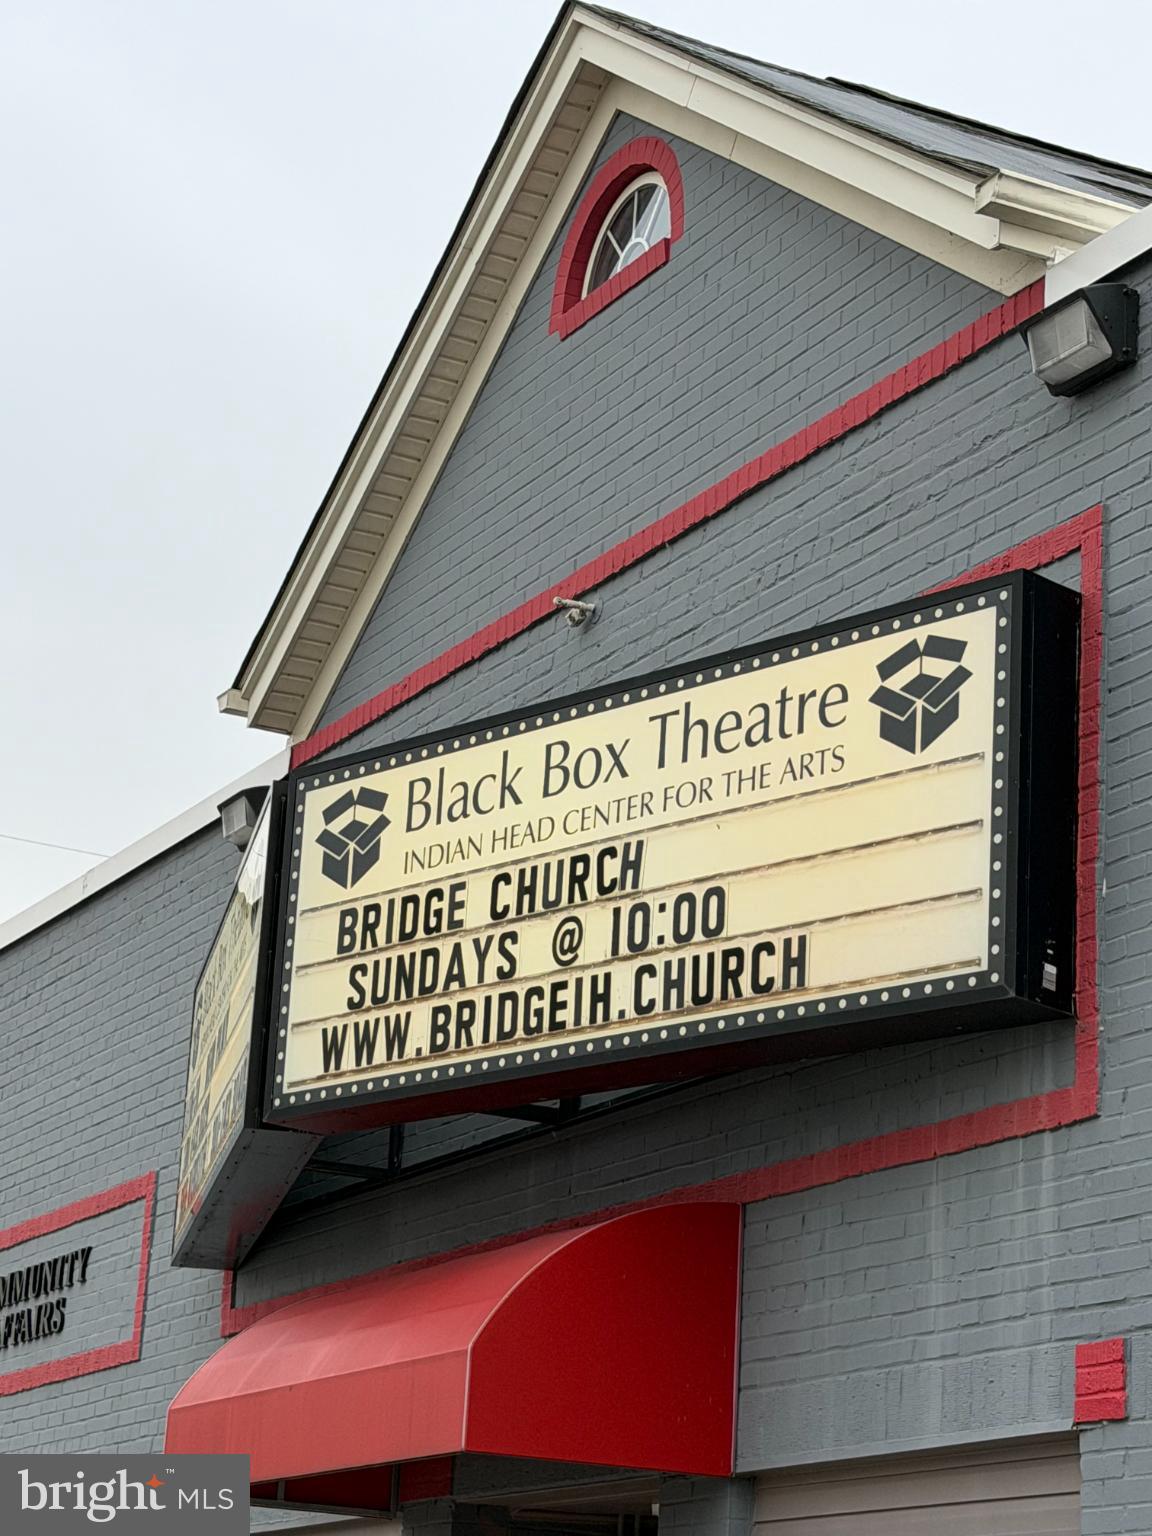 Black Box Theatre
INDIAN HEAD CENTER FOR THE ARTS
BRIDGE CHURCH
SUNDAYS @ 10:00
WWW.BRIDGEIH.CHURCH
bright MLS